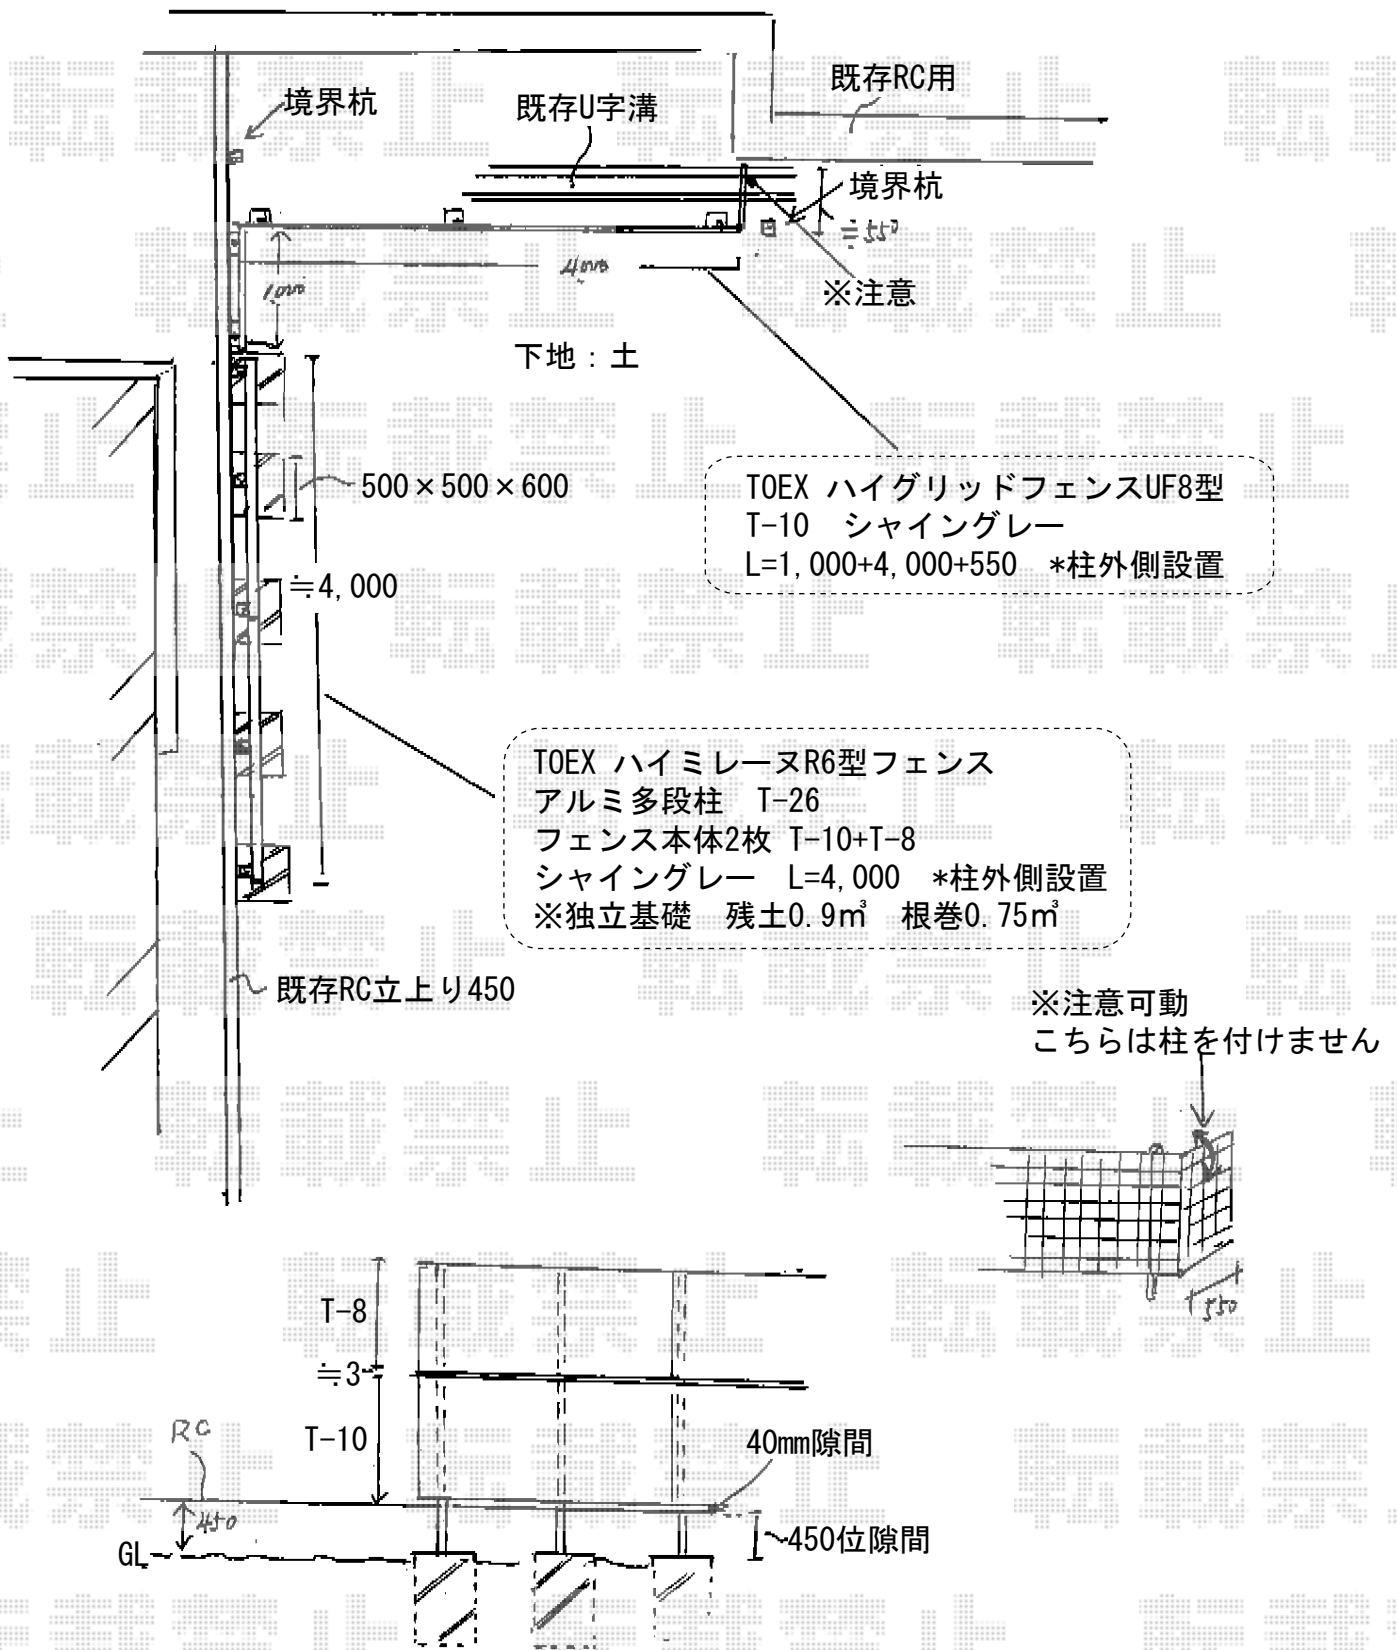 境界杭
既存U字溝
既存RC用
境界杭
≒550
4,000
1,000
※注意
下地：土
500×500×600
TOEX ハイグリッドフェンスUF8型
T-10　シャイングレー
L=1,000+4,000+550　*柱外側設置
≒4,000
TOEX ハイミレーヌR6型フェンス
アルミ多段柱　T-26
フェンス本体2枚 T-10+T-8
シャイングレー　L=4,000　*柱外側設置
※独立基礎　残土0.9㎥　根巻0.75㎥
既存RC立上り450
※注意可動
こちらは柱を付けません
550
T-8
≒3
T-10
RC
40mm隙間
450
450位隙間
GL
転載禁止